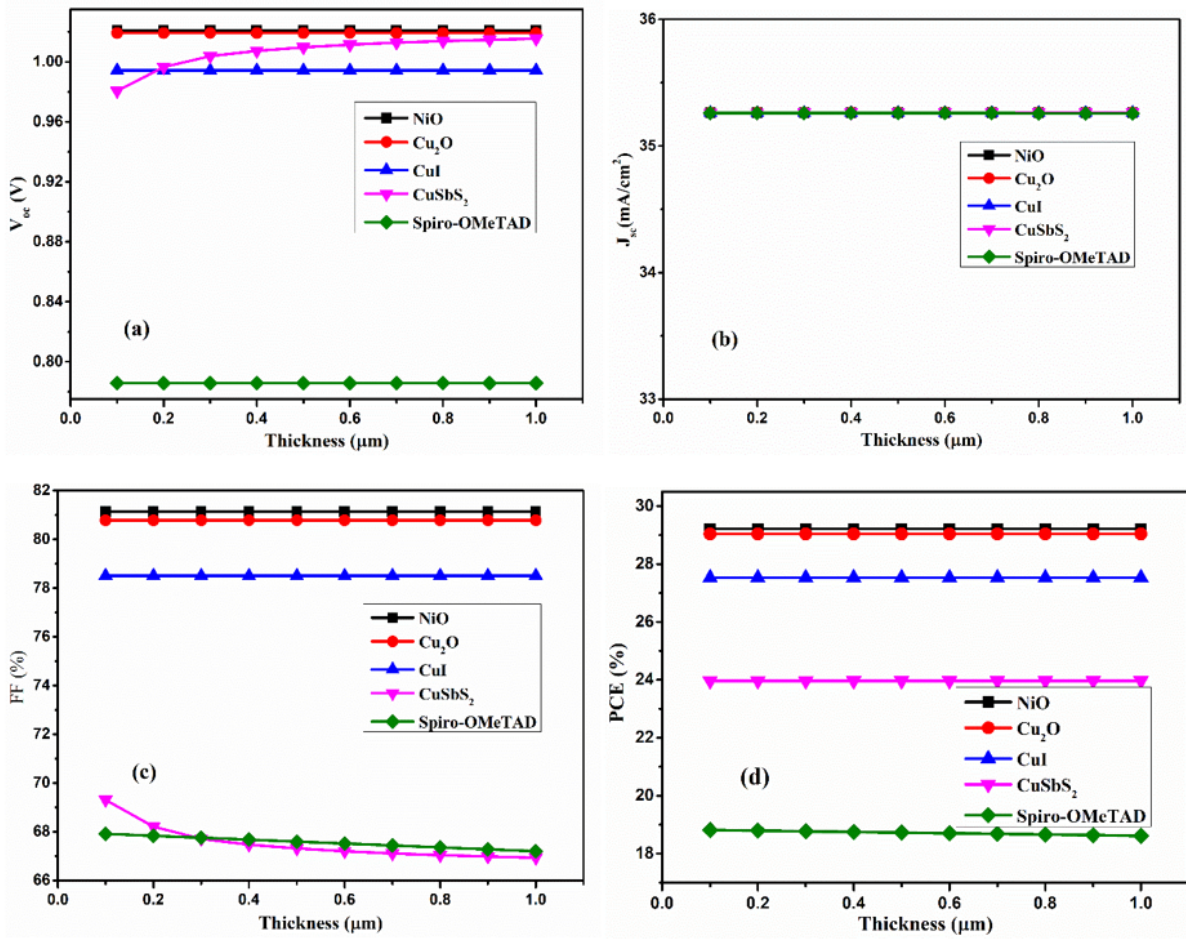 1.00
0.96
0.92
0.88
0.84
0.80
V_oc (V)
NiO
Cu₂O
CuI
CuSbS₂
Spiro-OMeTAD
(a)
0.0 0.2 0.4 0.6 0.8 1.0
Thickness (μm)
36
35
34
33
J_sc(mA/cm²)
NiO
Cu₂O
CuI
CuSbS₂
Spiro-OMeTAD
(b)
0.0 0.2 0.4 0.6 0.8 1.0
Thickness (μm)
82
80
78
76
74
72
70
68
66
FF (%)
NiO
Cu₂O
CuI
CuSbS₂
Spiro-OMeTAD
(c)
0.0 0.2 0.4 0.6 0.8 1.0
Thickness (μm)
30
28
26
24
22
20
18
PCE (%)
NiO
Cu₂O
CuI
CuSbS₂
Spiro-OMeTAD
(d)
0.0 0.2 0.4 0.6 0.8 1.0
Thickness (μm)